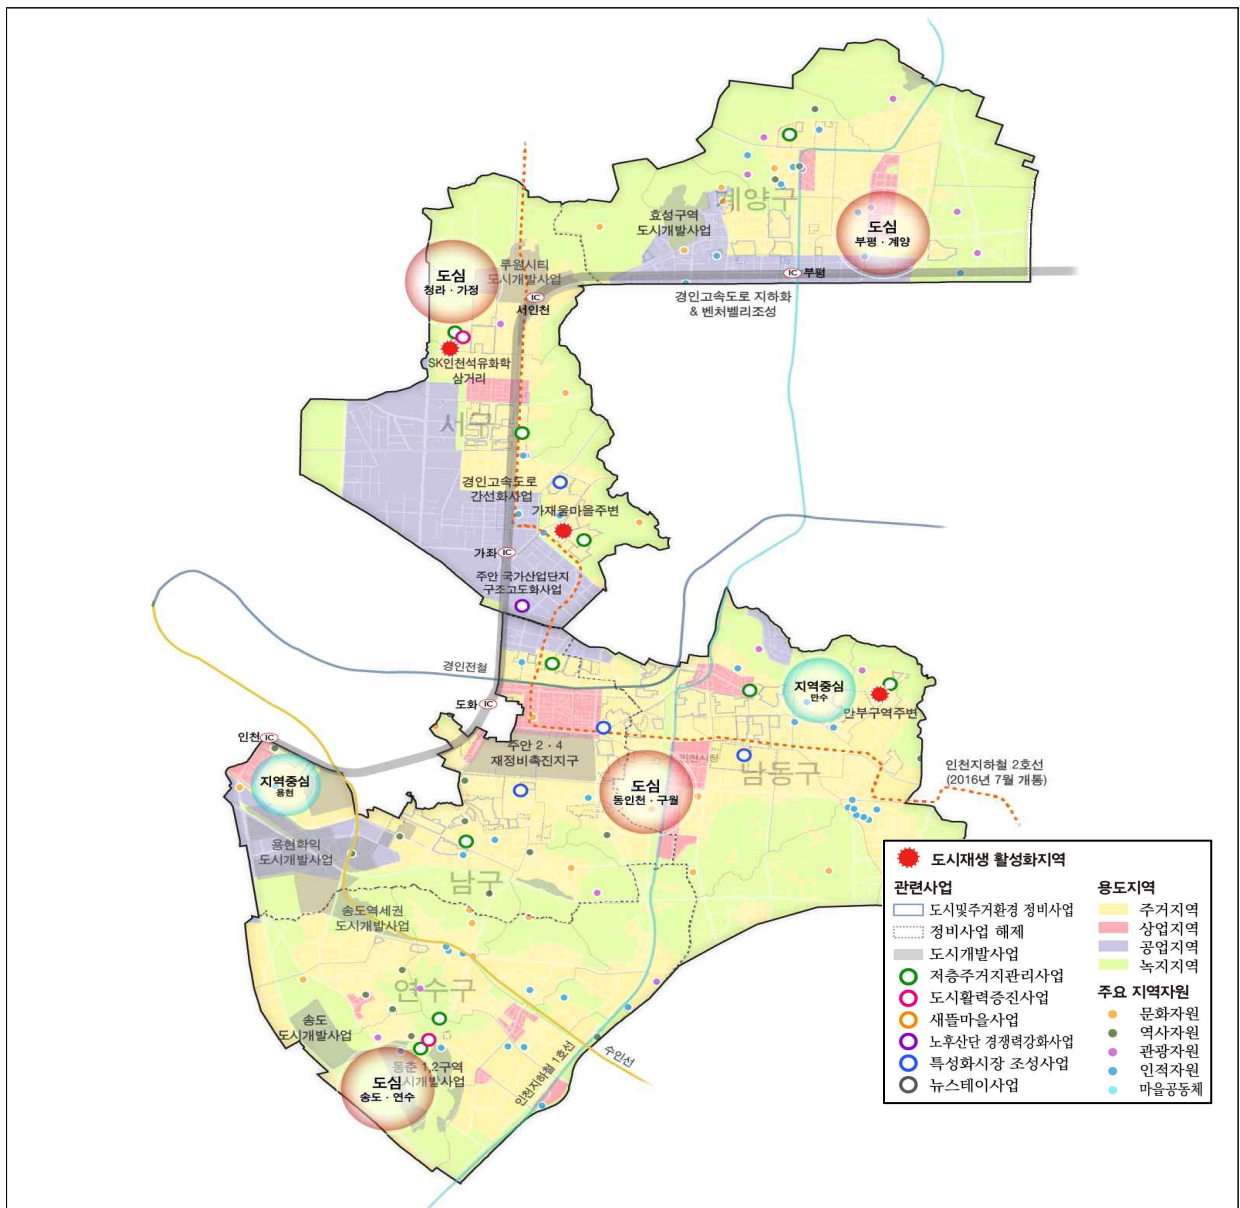 계양구
효성구역
도시개발사업
도심
부평·계양
도심
청라·가정
루원시티
도시개발사업
IC 부평
IC
서인천
경인고속도로 지하화
& 벤처벨리조성
SK인천석유화학
삼거리
서구
경인고속도로
간선화사업
가재울마을주변
가좌 IC
주안 국가산업단지
구조고도화사업
경인전철
지역중심
만수
안부구역주변
도화 IC
인천 IC
주안 2·4
재정비촉진지구
인천시청
남동구
지역중심
용현
도심
동인천·구월
인천지하철 2호선
(2016년 7월 개통)
용현학익
도시개발사업
남구
송도역세권
도시개발사업
연수구
송도
도시개발사업
동춘 1,2구역
도시개발사업
도심
송도·연수
인천지하철 1호선
수인선
도시재생 활성화지역
관련사업
도시및주거환경 정비사업
정비사업 해제
도시개발사업
저층주거지관리사업
도시활력증진사업
새뜰마을사업
노후산단 경쟁력강화사업
특성화시장 조성사업
뉴스테이사업
용도지역
주거지역
상업지역
공업지역
녹지지역
주요 지역자원
문화자원
역사자원
관광자원
인적자원
마을공동체